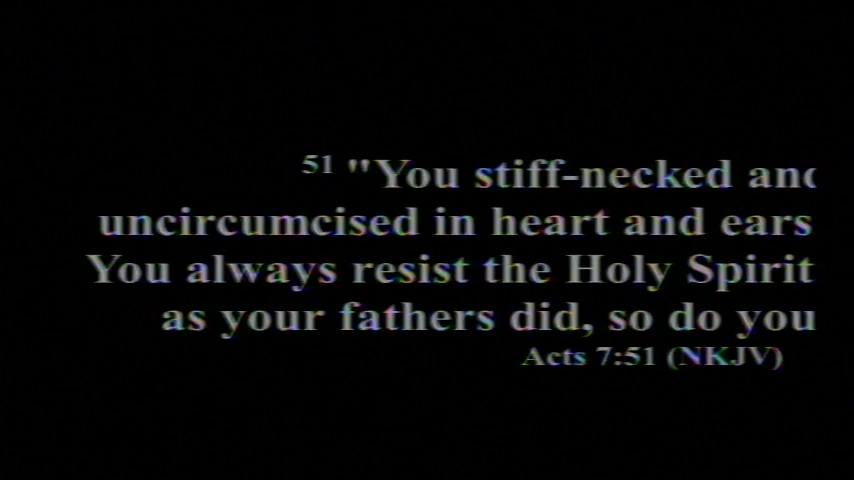 51 "You stiff-necked and
uncircumcised in heart and ears
You always resist the Holy Spirit
as your fathers did, so do you
Acts 7:51 (NKJV)